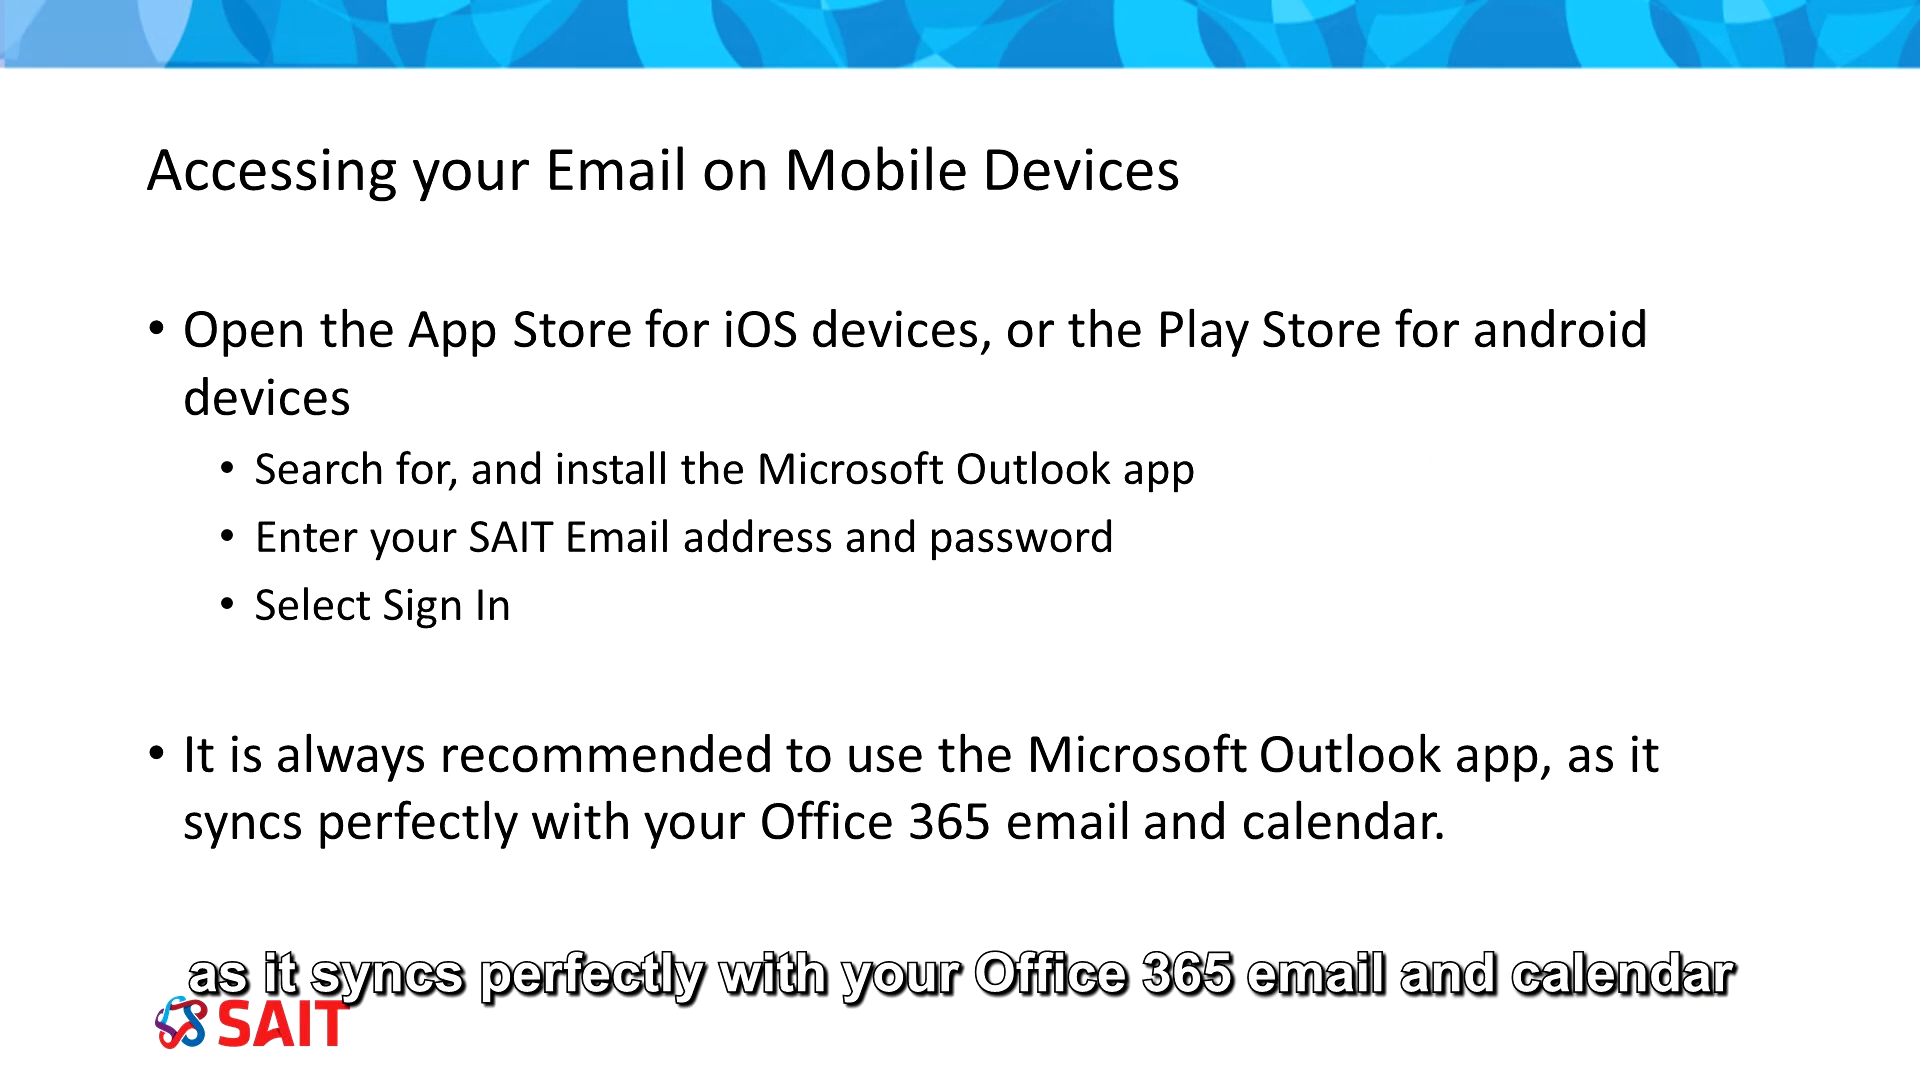 Accessing your Email on Mobile Devices
• Open the App Store for iOS devices, or the Play Store for android
devices
• Search for, and install the Microsoft Outlook app
• Enter your SAIT Email address and password
• Select Sign In
• It is always recommended to use the Microsoft Outlook app, as it
syncs perfectly with your Office 365 email and calendar.
as it syncs perfectly with your Office 365 email and calendar
SAIT